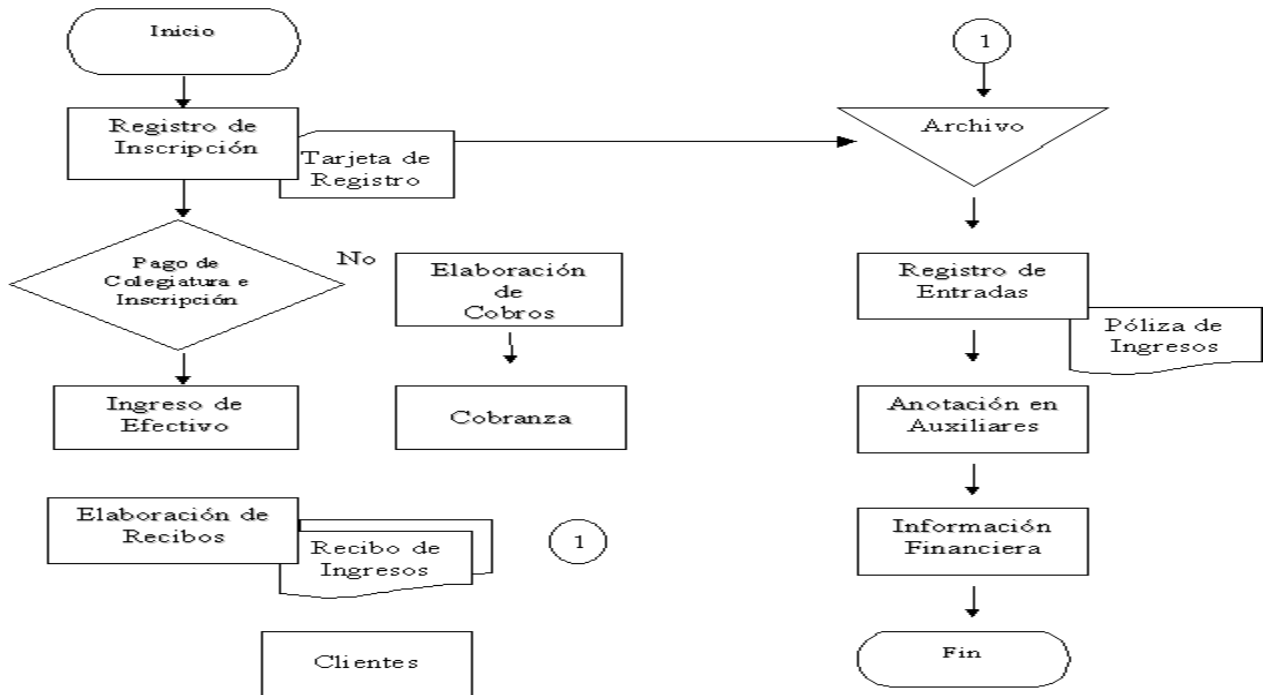 Inicio
Registro de
Inscripción
Tarjeta de
Registro
Pago de
Colegiatura e
Inscripción
No
Elaboración
de
Cobros
Ingreso de
Efectivo
Cobranza
Elaboración de
Recibos
Recibo de
Ingresos
1
Clientes
1
Archivo
Registro de
Entradas
Póliza de
Ingresos
Anotación en
Auxiliares
Información
Financiera
Fin